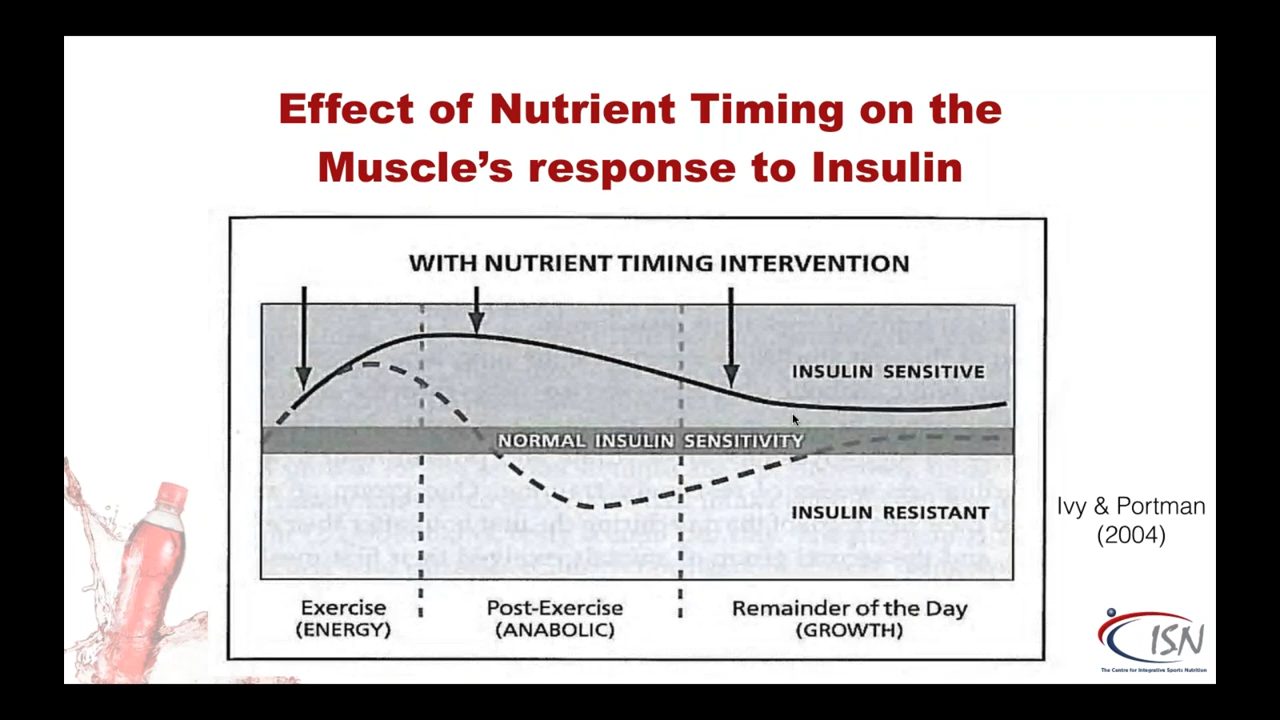 Effect of Nutrient Timing on the
Muscle’s response to Insulin
WITH NUTRIENT TIMING INTERVENTION
INSULIN SENSITIVE
NORMAL INSULIN SENSITIVITY
INSULIN RESISTANT
Ivy & Portman
(2004)
Exercise
(ENERGY)
Post-Exercise
(ANABOLIC)
Remainder of the Day
(GROWTH)
CISN
The Centre for Integrative Sports Nutrition